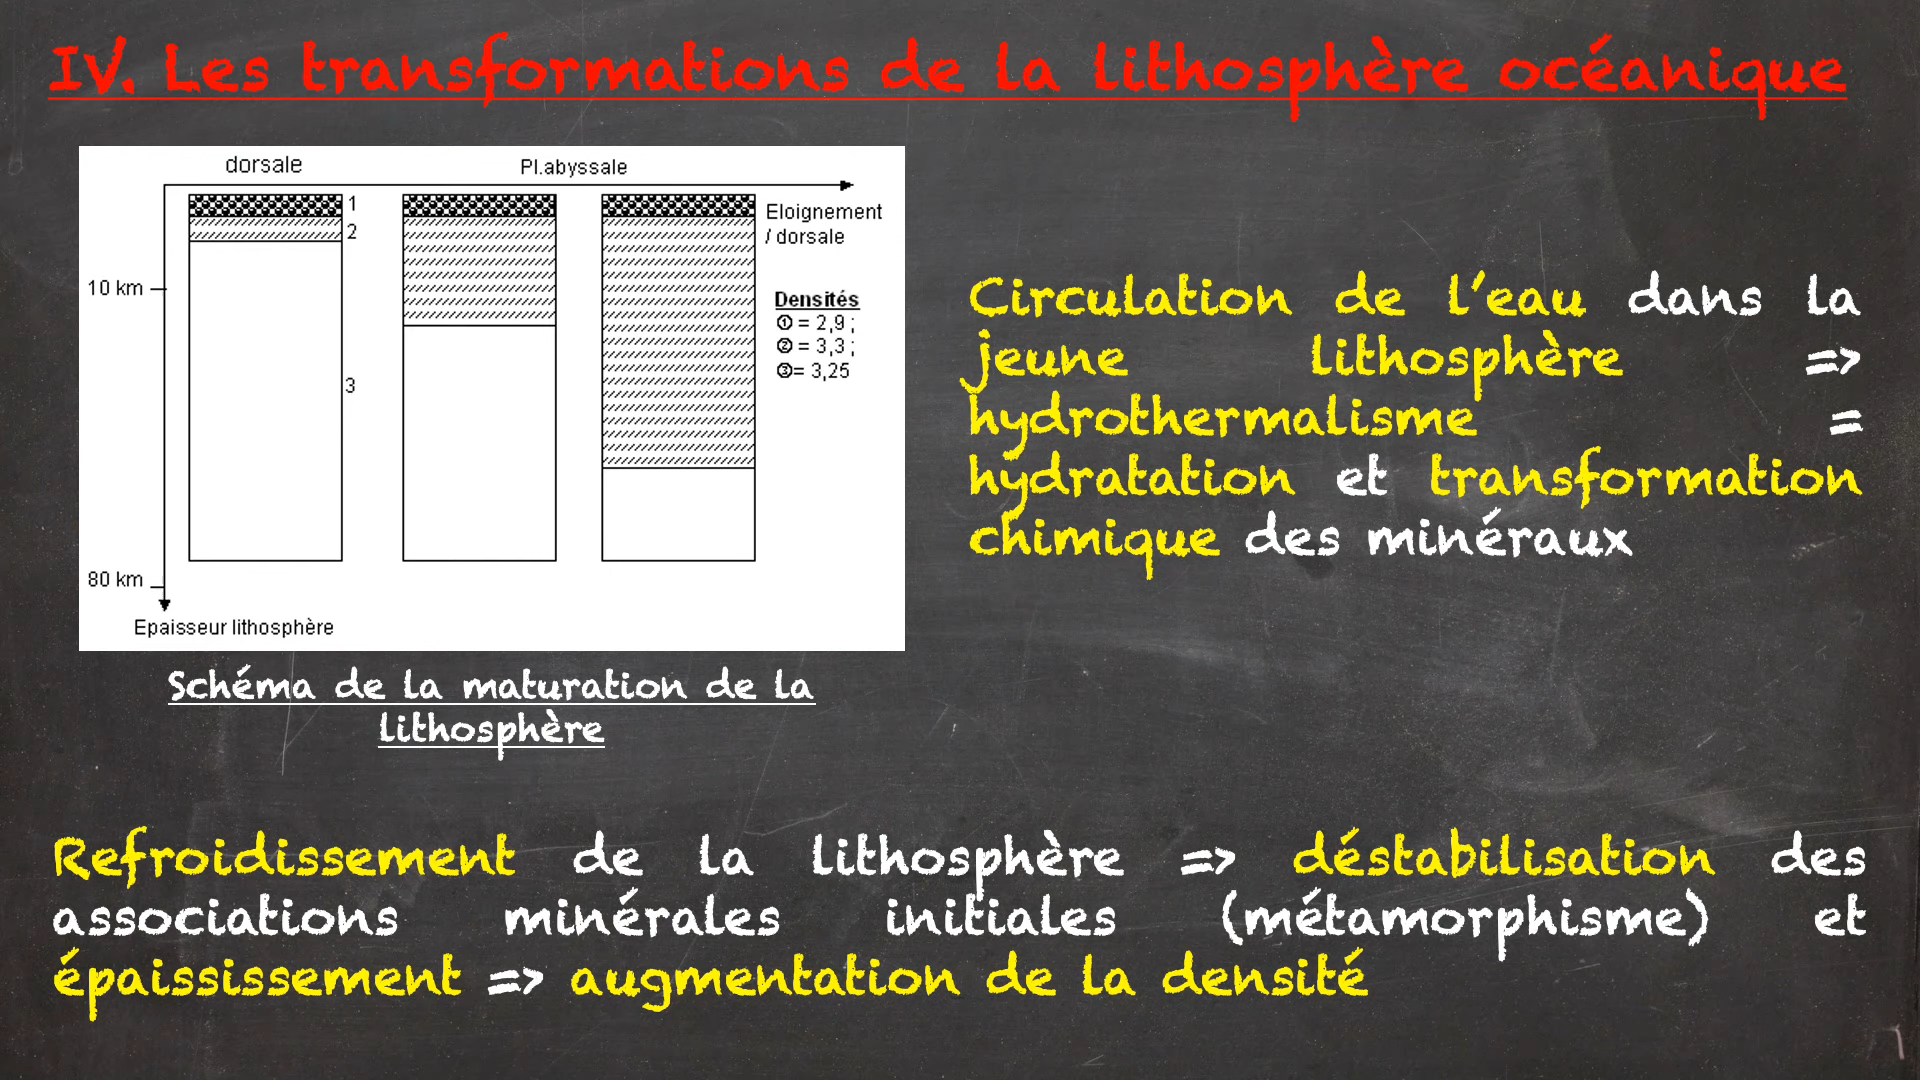 IV. Les transformations de la lithosphère océanique
dorsale
Pl.abyssale
1
2
3
Eloignement
/ dorsale
10 km
80 km
Densités
① = 2,9 ;
② = 3,3 ;
③= 3,25
Epaisseur lithosphère
Schéma de la maturation de la
lithosphère
Circulation de l’eau dans la
jeune lithosphère =>
hydrothermalisme =
hydratation et transformation
chimique des minéraux
Refroidissement de la lithosphère => déstabilisation des
associations minérales initiales (métamorphisme) et
épaississement => augmentation de la densité